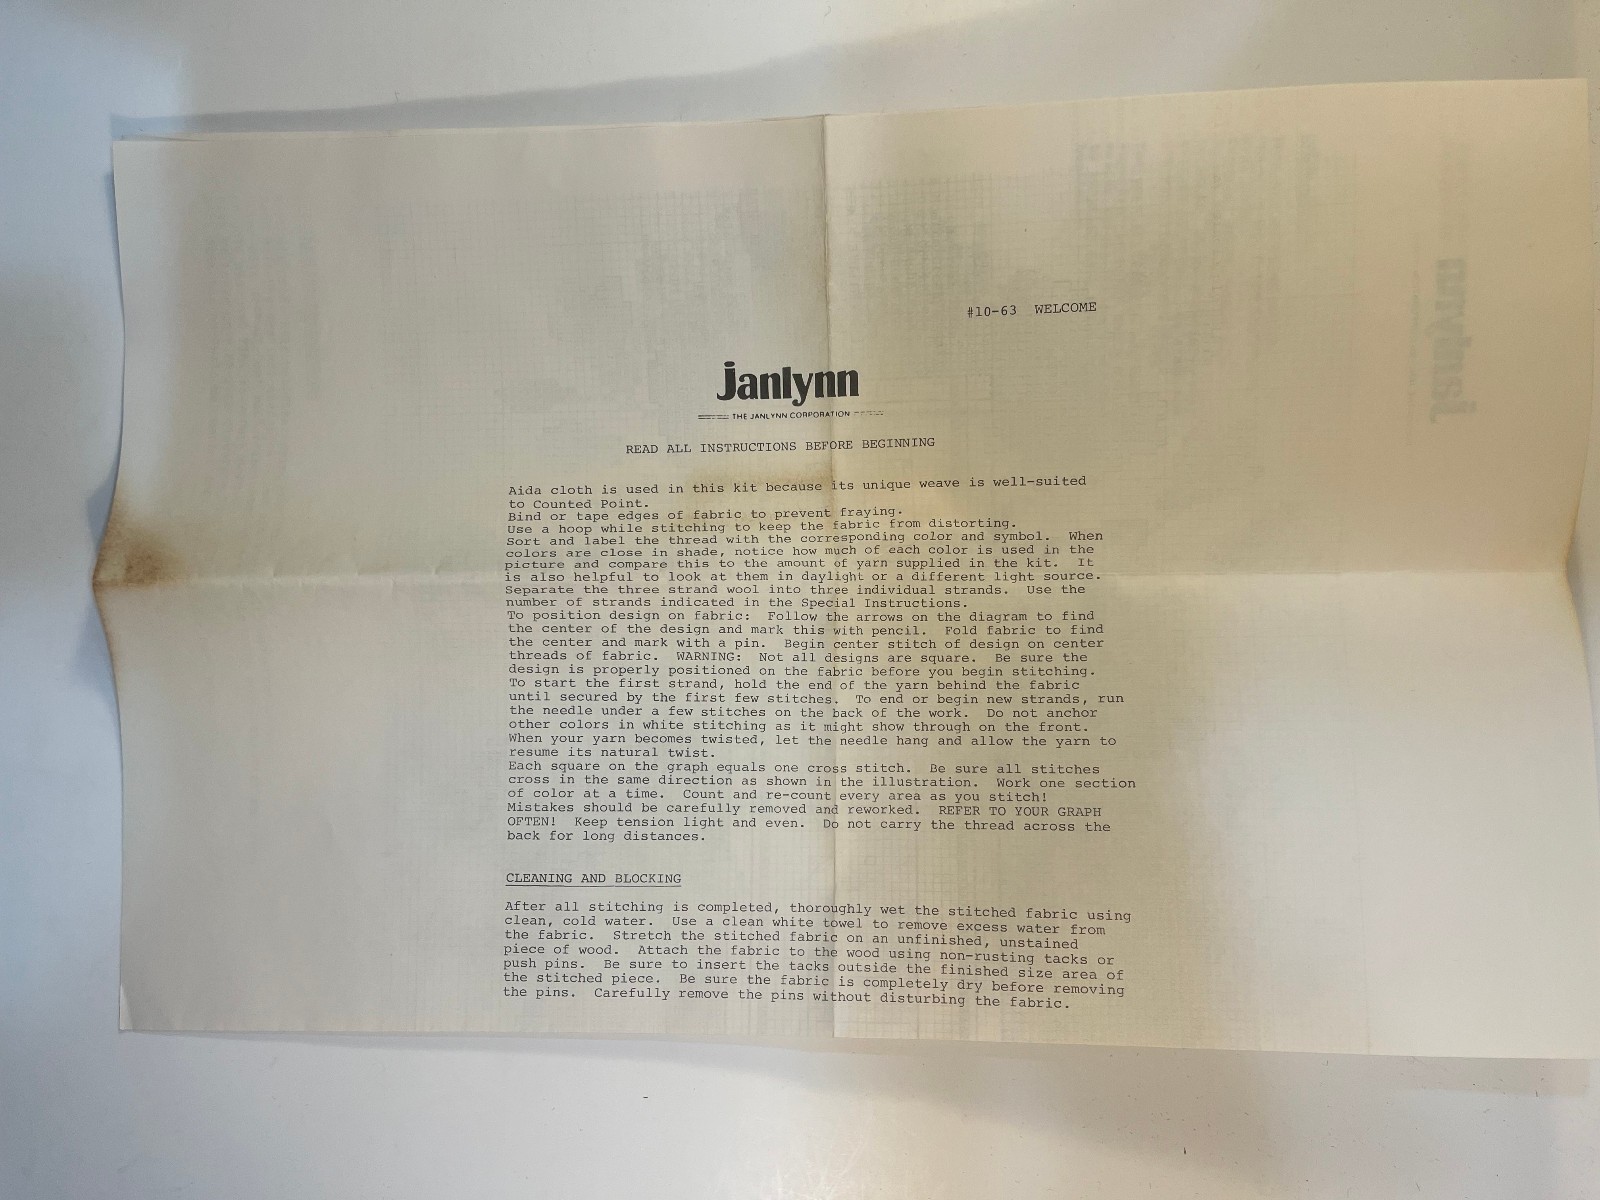 #10-63 WELCOME
janlynn
THE JANLYNN CORPORATION
READ ALL INSTRUCTIONS BEFORE BEGINNING
Aida cloth is used in this kit because its unique weave is well-suited
to Counted Point.
Bind or tape edges of fabric to prevent fraying.
Use a hoop while stitching to keep the fabric from distorting.
Sort and label the thread with the corresponding color and symbol. When
colors are close in shade, notice how much of each color is used in the
picture and compare this to the amount of yarn supplied in the kit. It
is also helpful to look at them in daylight or a different light source.
Separate the three strand wool into three individual strands. Use the
number of strands indicated in the Special Instructions.
To position design on fabric: Follow the arrows on the diagram to find
the center of the design and mark this with pencil. Fold fabric to find
the center and mark with a pin. Begin center stitch of design on center
threads of fabric. WARNING: Not all designs are square. Be sure the
design is properly positioned on the fabric before you begin stitching.
To start the first strand, hold the end of the yarn behind the fabric
until secured by the first few stitches. To end or begin new strands, run
the needle under a few stitches on the back of the work. Do not anchor
other colors in white stitching as it might show through on the front.
When your yarn becomes twisted, let the needle hang and allow the yarn to
resume its natural twist.
Each square on the graph equals one cross stitch. Be sure all stitches
cross in the same direction as shown in the illustration. Work one section
of color at a time. Count and re-count every area as you stitch!
Mistakes should be carefully removed and reworked. REFER TO YOUR GRAPH
OFTEN! Keep tension light and even. Do not carry the thread across the
back for long distances.
CLEANING AND BLOCKING
After all stitching is completed, thoroughly wet the stitched fabric using
clean, cold water. Use a clean white towel to remove excess water from
the fabric. Stretch the stitched fabric on an unfinished, unstained
piece of wood. Attach the fabric to the wood using non-rusting tacks or
push pins. Be sure to insert the tacks outside the finished size area of
the stitched piece. Be sure the fabric is completely dry before removing
the pins. Carefully remove the pins without disturbing the fabric.
janlynn